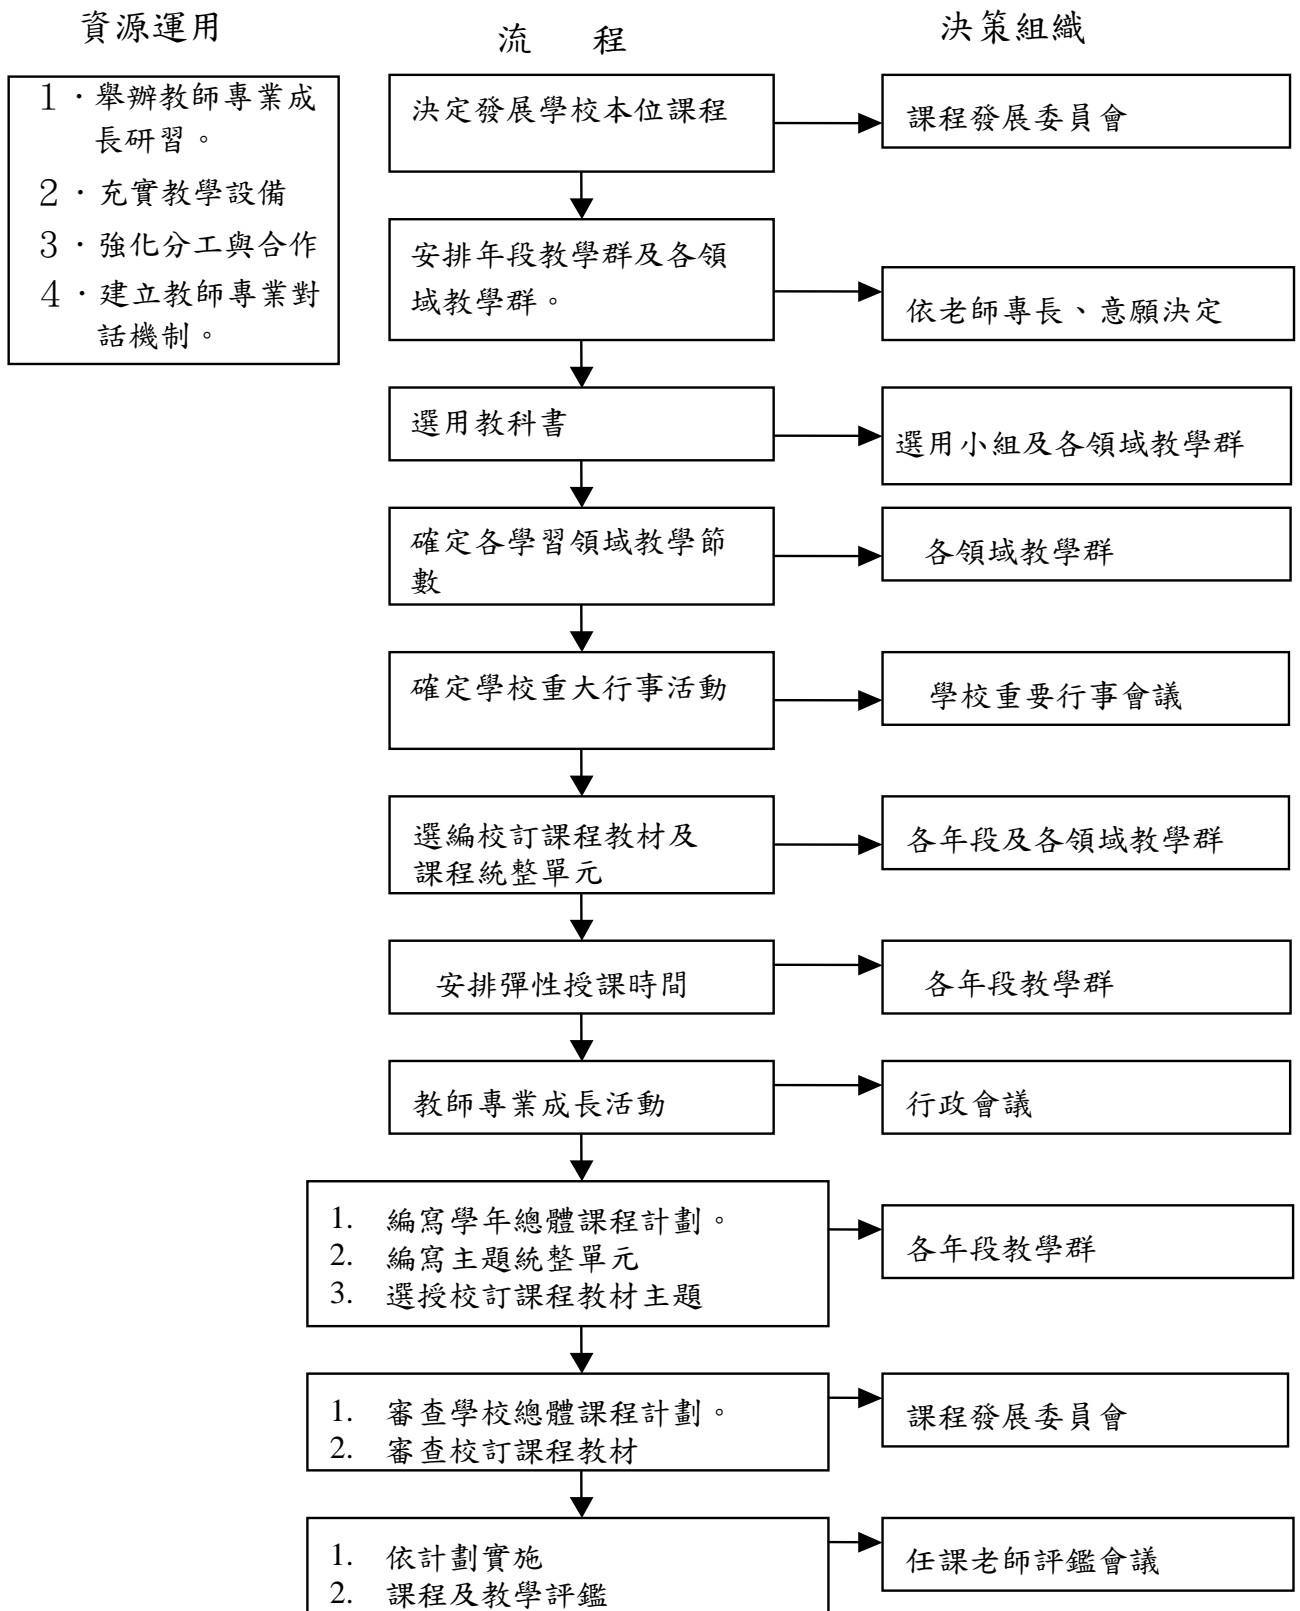 資源運用
流　程
決策組織
１．舉辦教師專業成
長研習。
２．充實教學設備
３．強化分工與合作
４．建立教師專業對
話機制。
決定發展學校本位課程
課程發展委員會
安排年段教學群及各領
域教學群。
依老師專長、意願決定
選用教科書
選用小組及各領域教學群
確定各學習領域教學節
數
各領域教學群
確定學校重大行事活動
學校重要行事會議
選編校訂課程教材及
課程統整單元
各年段及各領域教學群
安排彈性授課時間
各年段教學群
教師專業成長活動
行政會議
1. 編寫學年總體課程計劃。
2. 編寫主題統整單元
3. 選授校訂課程教材主題
各年段教學群
1. 審查學校總體課程計劃。
2. 審查校訂課程教材
課程發展委員會
1. 依計劃實施
2. 課程及教學評鑑
任課老師評鑑會議